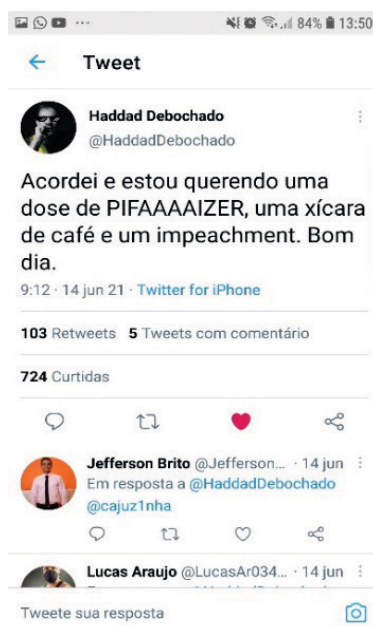 84% 13:50
Tweet
Haddad Debochado
@HaddadDebochado
Acordei e estou querendo uma
dose de PIFAAAAIZER, uma xícara
de café e um impeachment. Bom
dia.
9:12 · 14 jun 21 · Twitter for iPhone
103 Retweets 5 Tweets com comentário
724 Curtidas
Jefferson Brito @Jefferson... · 14 jun
Em resposta a @HaddadDebochado
@cajuz1nha
Lucas Araujo @LucasAr034... · 14 jun
Tweete sua resposta